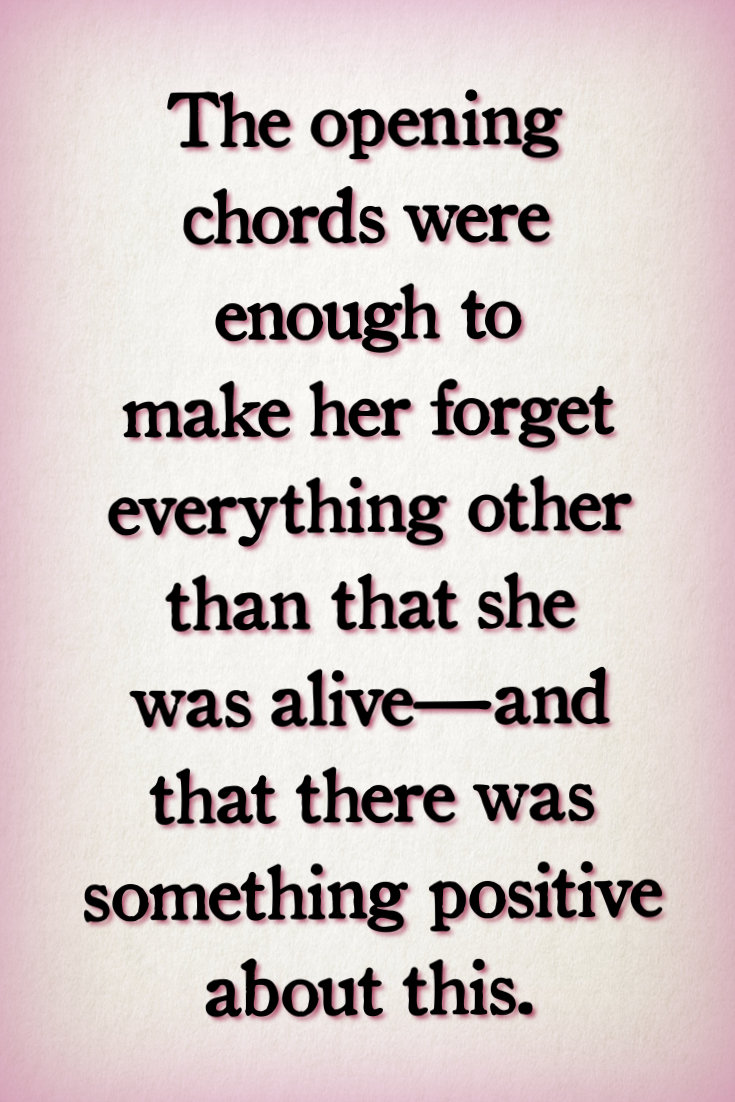 The opening
chords were
enough to
make her forget
everything other
than that she
was alive—and
that there was
something positive
about this.